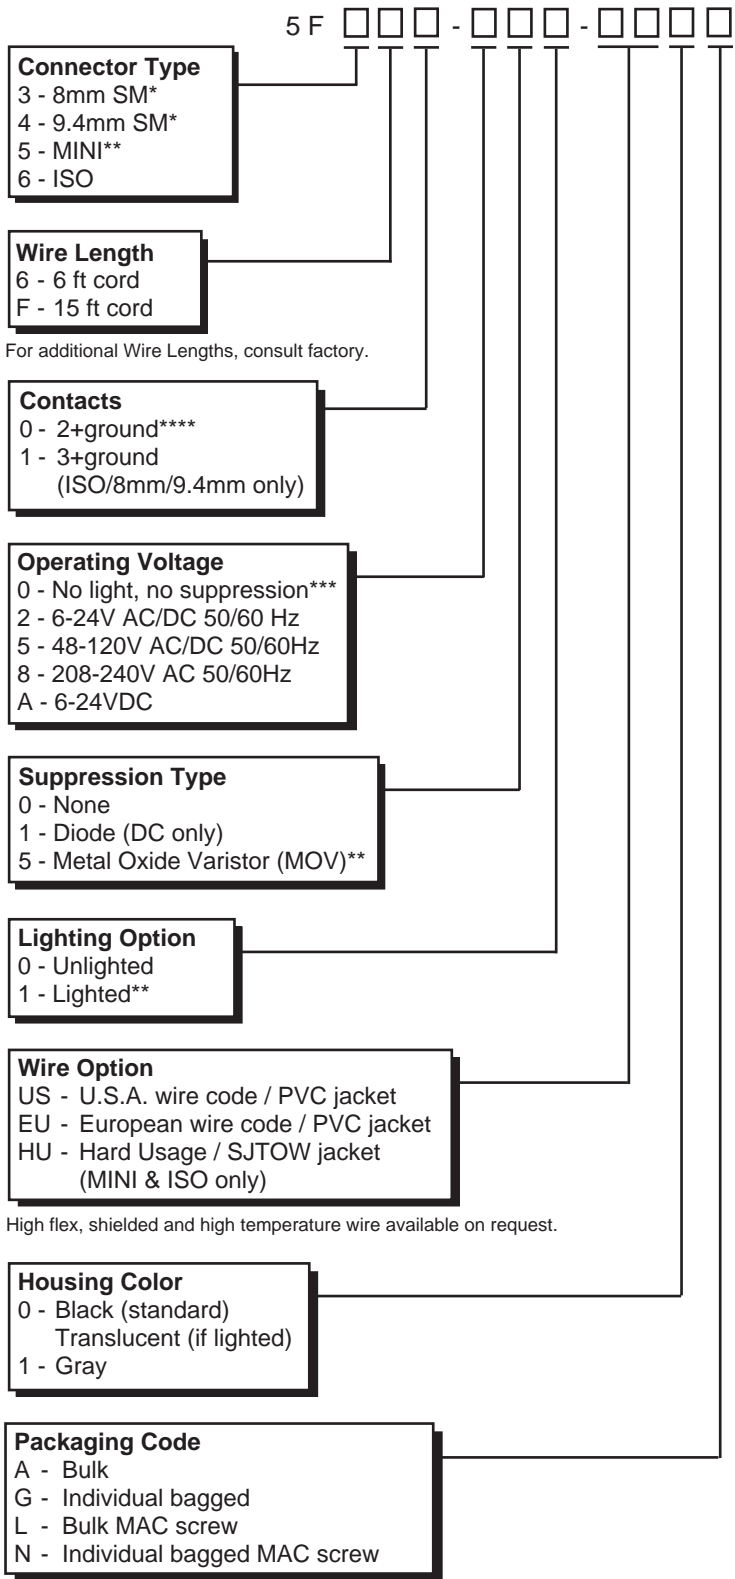 5 F □□□ - □□□ - □□□□
Connector Type
3 - 8mm SM*
4 - 9.4mm SM*
5 - MINI**
6 - ISO
Wire Length
6 - 6 ft cord
F - 15 ft cord
For additional Wire Lengths, consult factory.
Contacts
0 - 2+ground****
1 - 3+ground
(ISO/8mm/9.4mm only)
Operating Voltage
0 - No light, no suppression***
2 - 6-24V AC/DC 50/60 Hz
5 - 48-120V AC/DC 50/60Hz
8 - 208-240V AC 50/60Hz
A - 6-24VDC
Suppression Type
0 - None
1 - Diode (DC only)
5 - Metal Oxide Varistor (MOV)**
Lighting Option
0 - Unlighted
1 - Lighted**
Wire Option
US - U.S.A. wire code / PVC jacket
EU - European wire code / PVC jacket
HU - Hard Usage / SJTOW jacket
(MINI & ISO only)
High flex, shielded and high temperature wire available on request.
Housing Color
0 - Black (standard)
Translucent (if lighted)
1 - Gray
Packaging Code
A - Bulk
G - Individual bagged
L - Bulk MAC screw
N - Individual bagged MAC screw